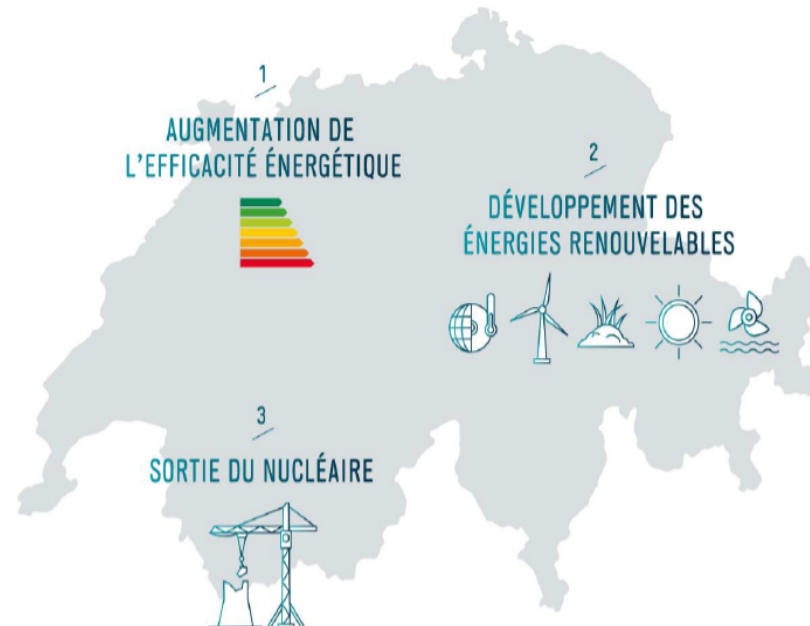 1
AUGMENTATION DE
L'EFFICACITÉ ÉNERGÉTIQUE
2
DÉVELOPPEMENT DES
ÉNERGIES RENOUVELABLES
3
SORTIE DU NUCLÉAIRE